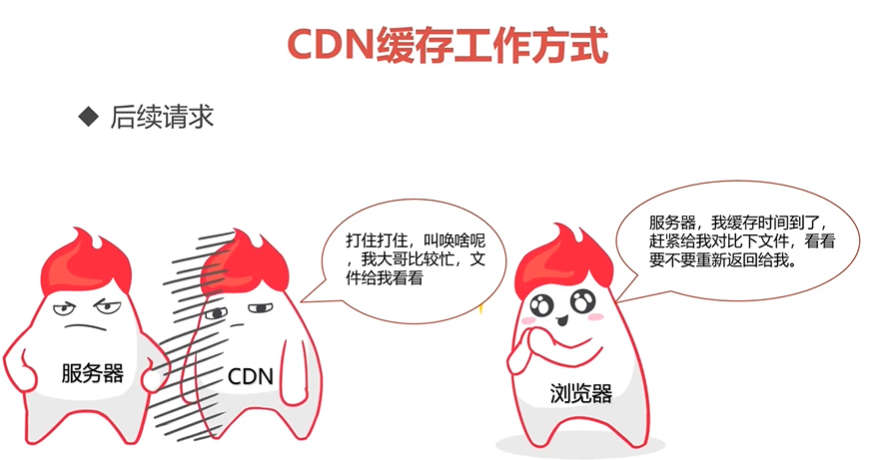 CDN缓存工作方式
后续请求
打住打住，叫唤啥呢
，我大哥比较忙，文
件给我看看
服务器，我缓存时间到了，
赶紧给我对比下文件，看看
要不要重新返回给我。
服务器
CDN
浏览器